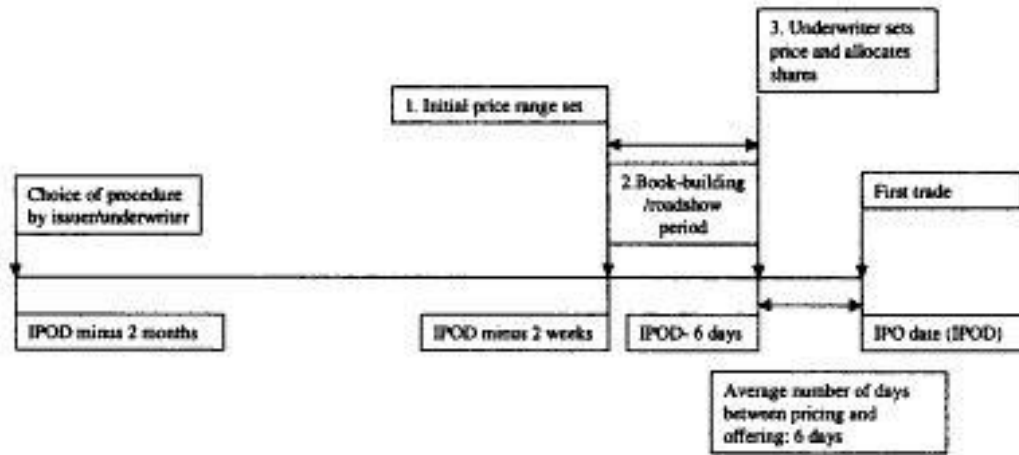 3. Underwriter sets
price and allocates
shares
1. Initial price range set
Choice of procedure
by issuer/underwriter
2.Book-building
/roadshow
period
First trade
IPOD minus 2 months
IPOD minus 2 weeks
IPOD- 6 days
IPO date (IPOD)
Average number of days
between pricing and
offering: 6 days